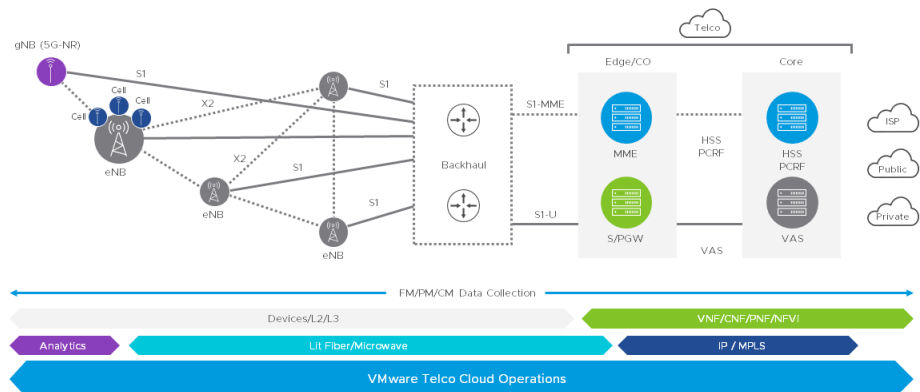 Telco
gNB (5G-NR)
S1
Edge/CO
Core
Cell
Cell
Cell
X2
S1
S1-MME
ISP
eNB
MME
HSS
PCRF
HSS
PCRF
Backhaul
X2
S1
Public
eNB
S1
S1-U
Private
eNB
S/PGW
VAS
VAS
FM/PM/CM Data Collection
Devices/L2/L3
VNF/CNF/PNF/NFVI
Analytics
Lit Fiber/Microwave
IP / MPLS
VMware Telco Cloud Operations